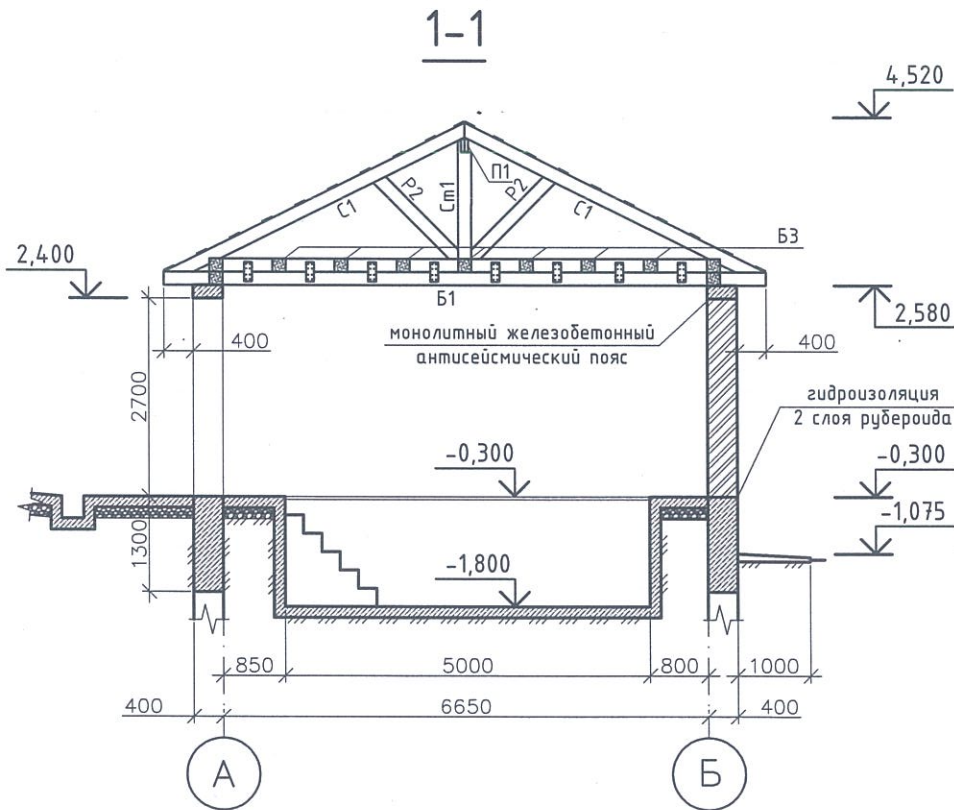 1-1
4,520
П1
Р2
Ст1
Р2
С1
С1
Б3
2,400
Б1
2,580
400
монолитный железобетонный
антисейсмический пояс
400
2700
гидроизоляция
2 слоя рубероида
-0,300
-0,300
-1,075
1300
-1,800
850
5000
800
1000
400
6650
400
А
Б